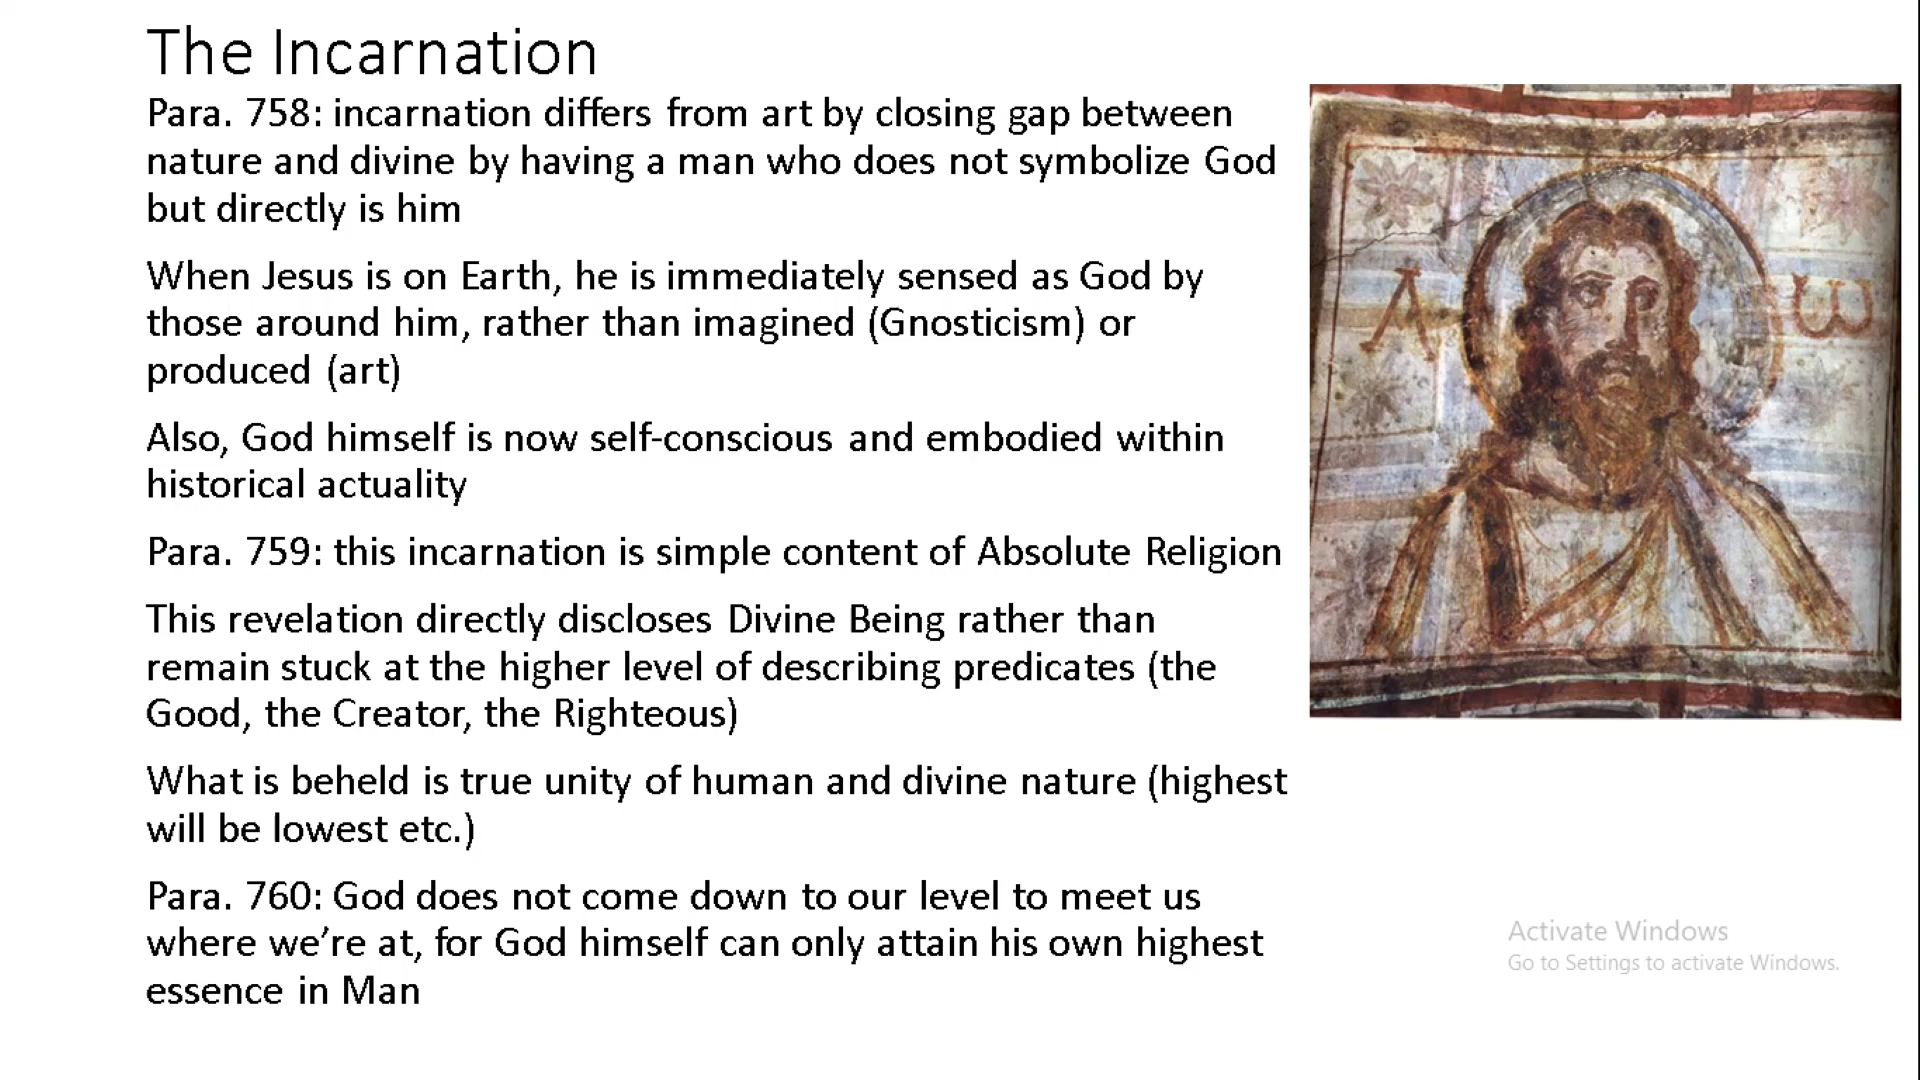 The Incarnation
Para. 758: incarnation differs from art by closing gap between
nature and divine by having a man who does not symbolize God
but directly is him
When Jesus is on Earth, he is immediately sensed as God by
those around him, rather than imagined (Gnosticism) or
produced (art)
Also, God himself is now self-conscious and embodied within
historical actuality
Para. 759: this incarnation is simple content of Absolute Religion
This revelation directly discloses Divine Being rather than
remain stuck at the higher level of describing predicates (the
Good, the Creator, the Righteous)
What is beheld is true unity of human and divine nature (highest
will be lowest etc.)
Para. 760: God does not come down to our level to meet us
where we’re at, for God himself can only attain his own highest
essence in Man
Α ω
Activate Windows
Go to Settings to activate Windows.